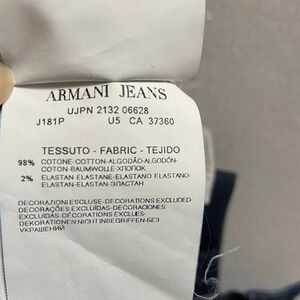 ARMANI JEANS
UJPN 2132 06628
J181P U5 CA 37360
TESSUTO - FABRIC - TEJIDO
98% COTONE-COTTON-ALGODÃO-ALGODÓN-
COTON-BAUMWOLLE-ХЛОПОК
2% ELASTAN-ELASTANE-ELASTANO ELASTANO
ELASTAN-ELASTAN-ЭЛАСТАН
DECORAZIONI ESCLUSE-DECORATIONS EXCLUDED-
DECORAÇÕES EXCLUÍDAS-DECORACIONES
EXCLUIDAS-DÉCORATIONS EXCLUES-
DEKORATIONEN NICHT INBEGRIFFEN-БЕЗ
УКРАШЕНИЙ